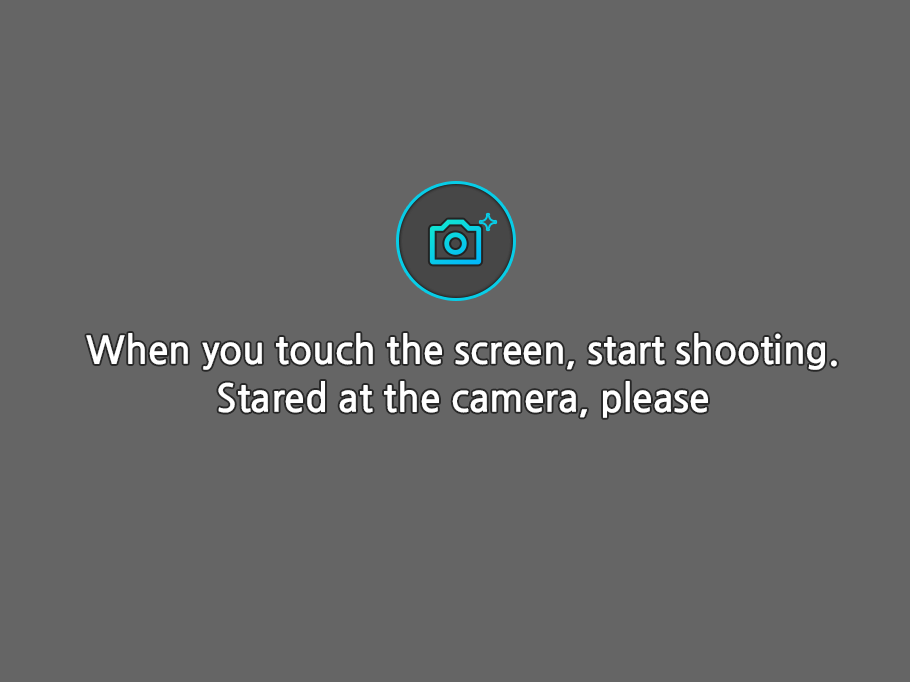 When you touch the screen, start shooting.
Stared at the camera, please